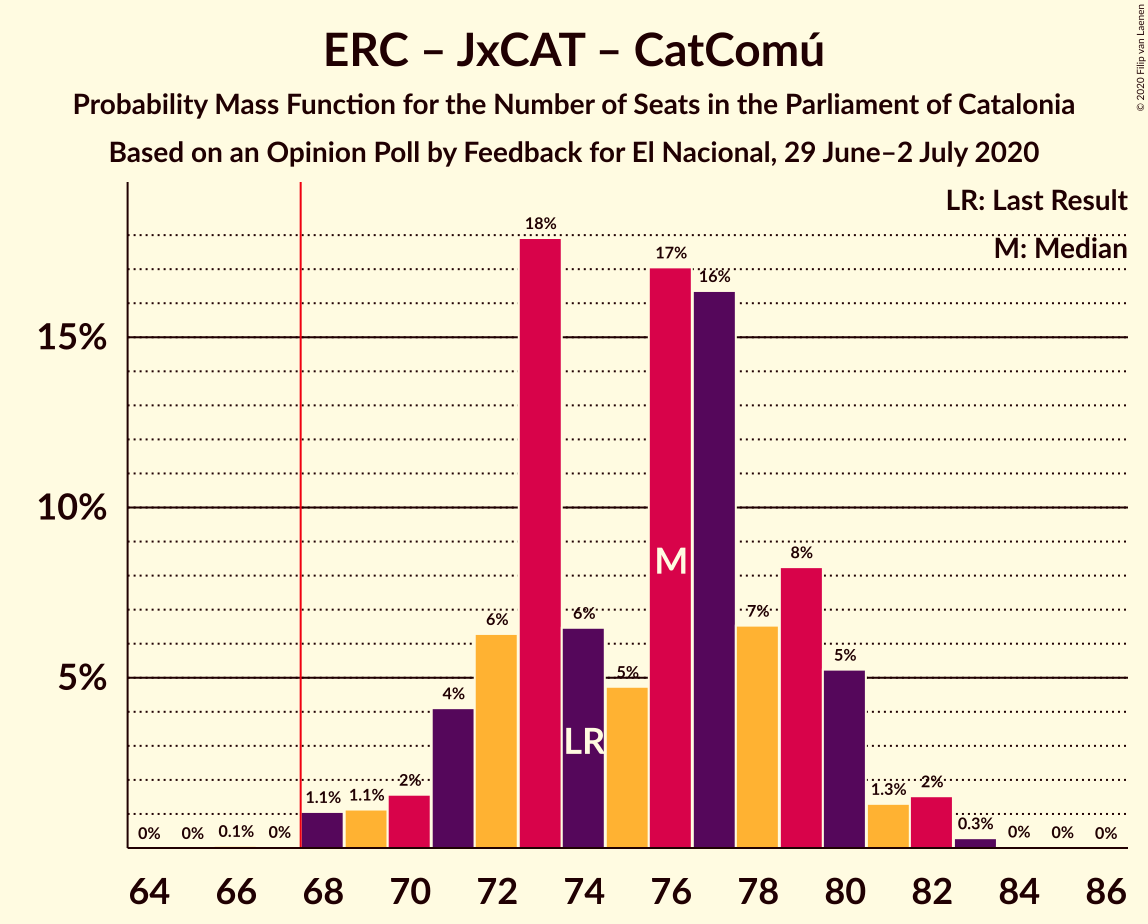 ERC – JxCAT – CatComú
Probability Mass Function for the Number of Seats in the Parliament of Catalonia
Based on an Opinion Poll by Feedback for El Nacional, 29 June–2 July 2020
© 2020 Filip van Laenen
LR: Last Result
M: Median
15%
10%
5%
0%
0%
0.1%
0%
1.1%
1.1%
2%
4%
6%
18%
6%
5%
17%
16%
7%
8%
5%
1.3%
2%
0.3%
0%
0%
0%
M
LR
64 66 68 70 72 74 76 78 80 82 84 86